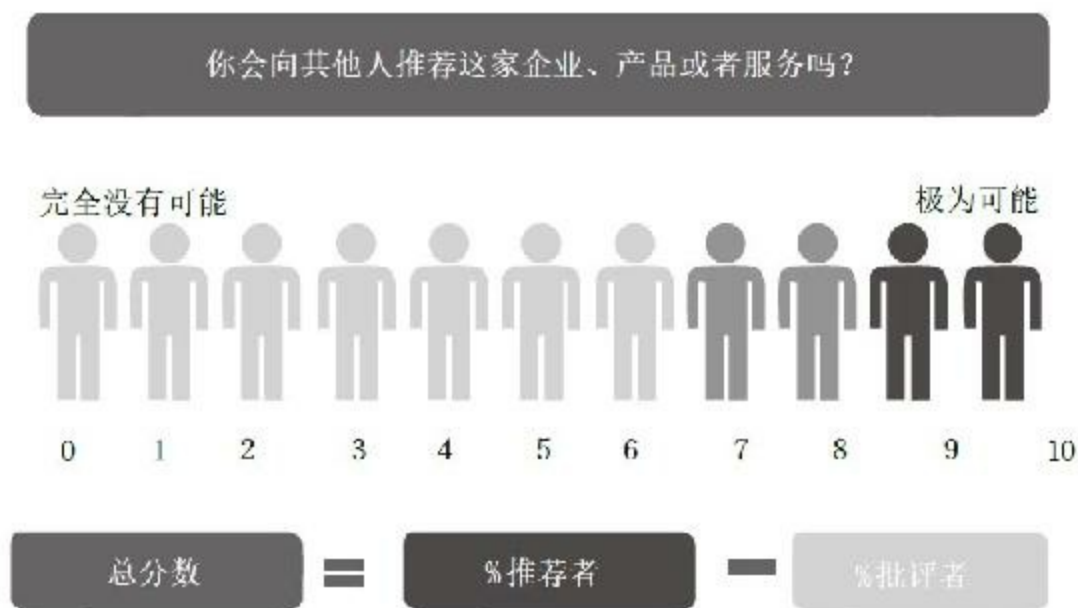 你会向其他人推荐这家企业、产品或者服务吗？
完全没有可能 极为可能
0 1 2 3 4 5 6 7 8 9 10
总分数 = %推荐者 - %批评者